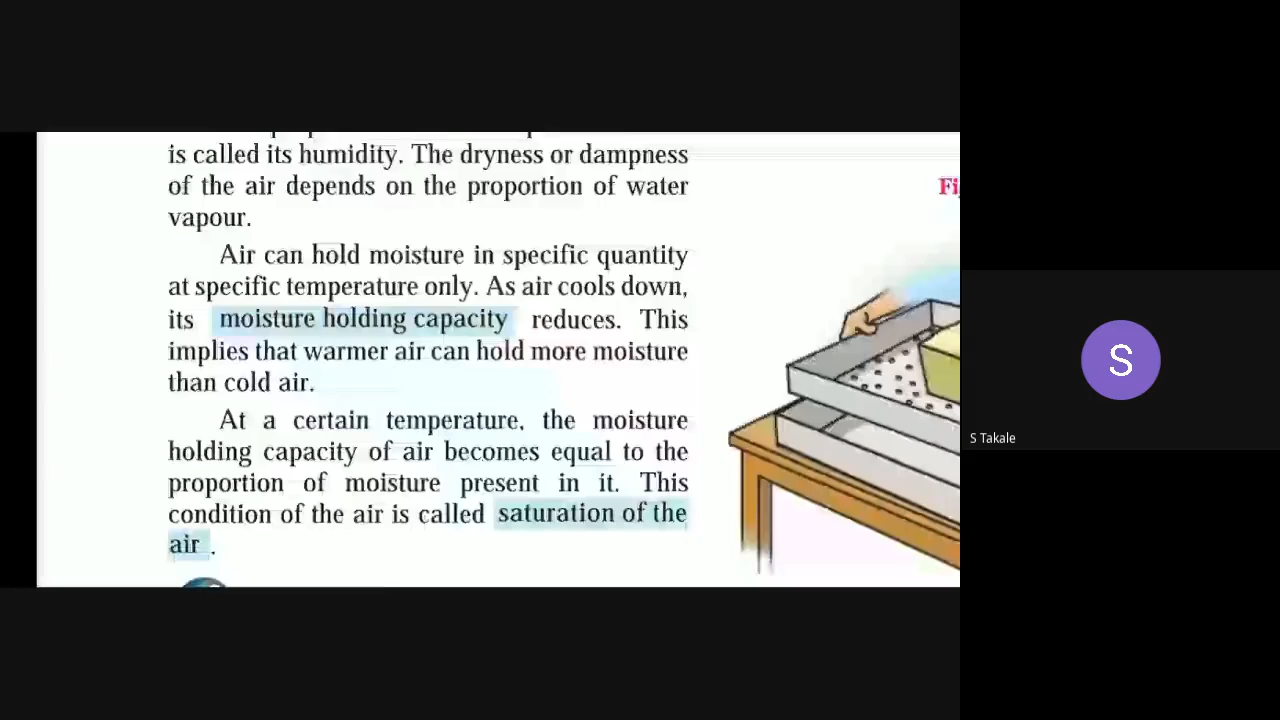 is called its humidity. The dryness or dampness
of the air depends on the proportion of water
vapour.
Air can hold moisture in specific quantity
at specific temperature only. As air cools down,
its moisture holding capacity reduces. This
implies that warmer air can hold more moisture
than cold air.
At a certain temperature, the moisture
holding capacity of air becomes equal to the
proportion of moisture present in it. This
condition of the air is called saturation of the
air .
S
S Takale